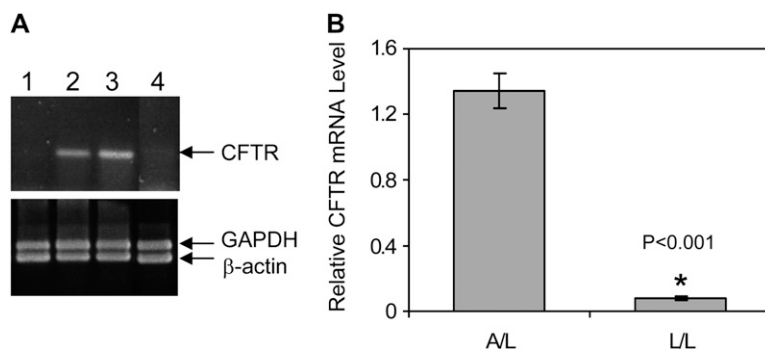 A
1 2 3 4
CFTR
GAPDH
β-actin
B
Relative CFTR mRNA Level
1.6
1.2
0.8
0.4
0
P<0.001
*
A/L L/L